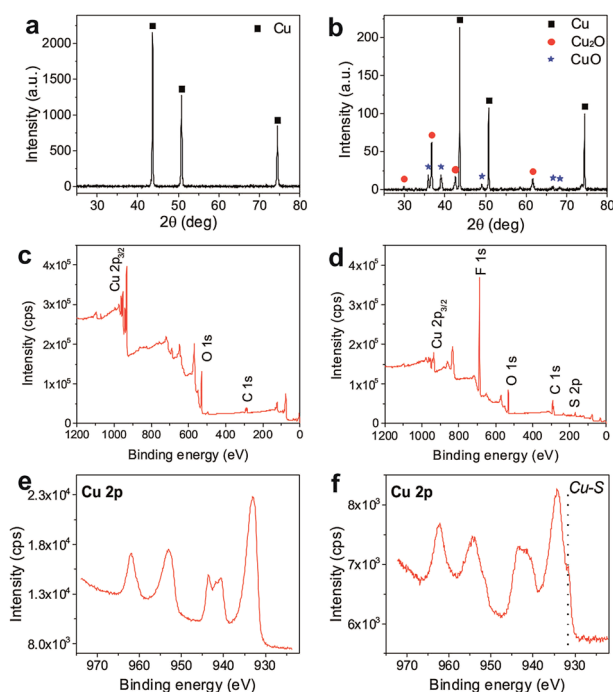 a
Cu
Intensity (a.u.)
2000
1500
1000
500
0
30 40 50 60 70 80
2θ (deg)
b
Cu
Cu₂O
CuO
Intensity (a.u.)
200
150
100
50
0
30 40 50 60 70 80
2θ (deg)
c
Cu 2p3/2
O 1s
C 1s
Intensity (cps)
4x10⁵
3x10⁵
2x10⁵
1x10⁵
0
1200 1000 800 600 400 200 0
Binding energy (eV)
d
Cu 2p3/2
F 1s
O 1s
C 1s
S 2p
Intensity (cps)
4x10⁵
3x10⁵
2x10⁵
1x10⁵
0
1200 1000 800 600 400 200 0
Binding energy (eV)
e
Cu 2p
Intensity (cps)
2.3x10⁴
1.8x10⁴
1.3x10⁴
8.0x10³
970 960 950 940 930
Binding energy (eV)
f
Cu 2p
Cu-S
Intensity (cps)
8x10³
7x10³
6x10³
970 960 950 940 930
Binding energy (eV)